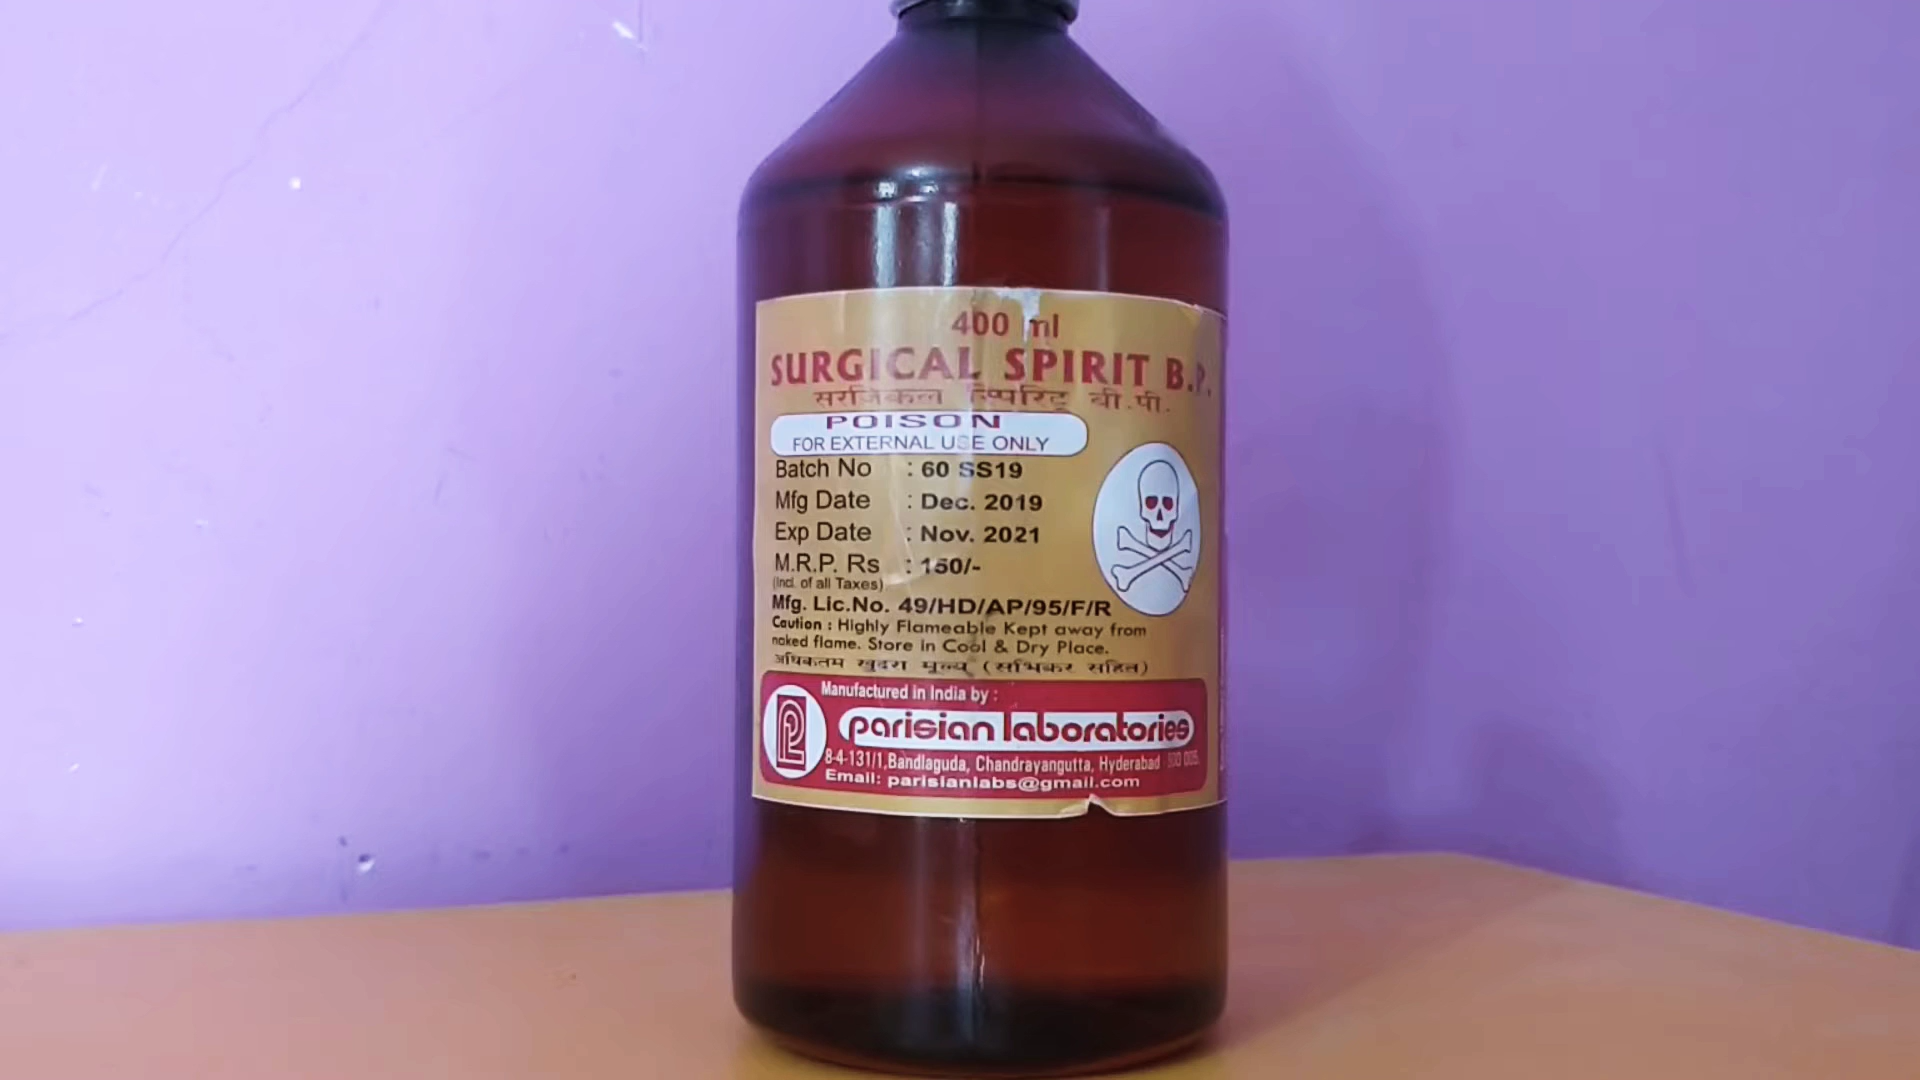 400 ml
SURGICAL SPIRIT B.P.
सरजिकल स्पिरिट् बी.पी.
POISON
FOR EXTERNAL USE ONLY
Batch No : 60 SS19
Mfg Date : Dec. 2019
Exp Date : Nov. 2021
M.R.P. Rs : 150/-
(Incl. of all Taxes)
Mfg. Lic.No. 49/HD/AP/95/F/R
Caution : Highly Flameable Kept away from
naked flame. Store in Cool & Dry Place.
अधिकतम खुदरा मूल्य् (सभिकर सहित)
Manufactured in India by :
PL
parisian laboratories
8-4-131/1,Bandlaguda, Chandrayangutta, Hyderabad 500 005.
Email: parisianlabs@gmail.com